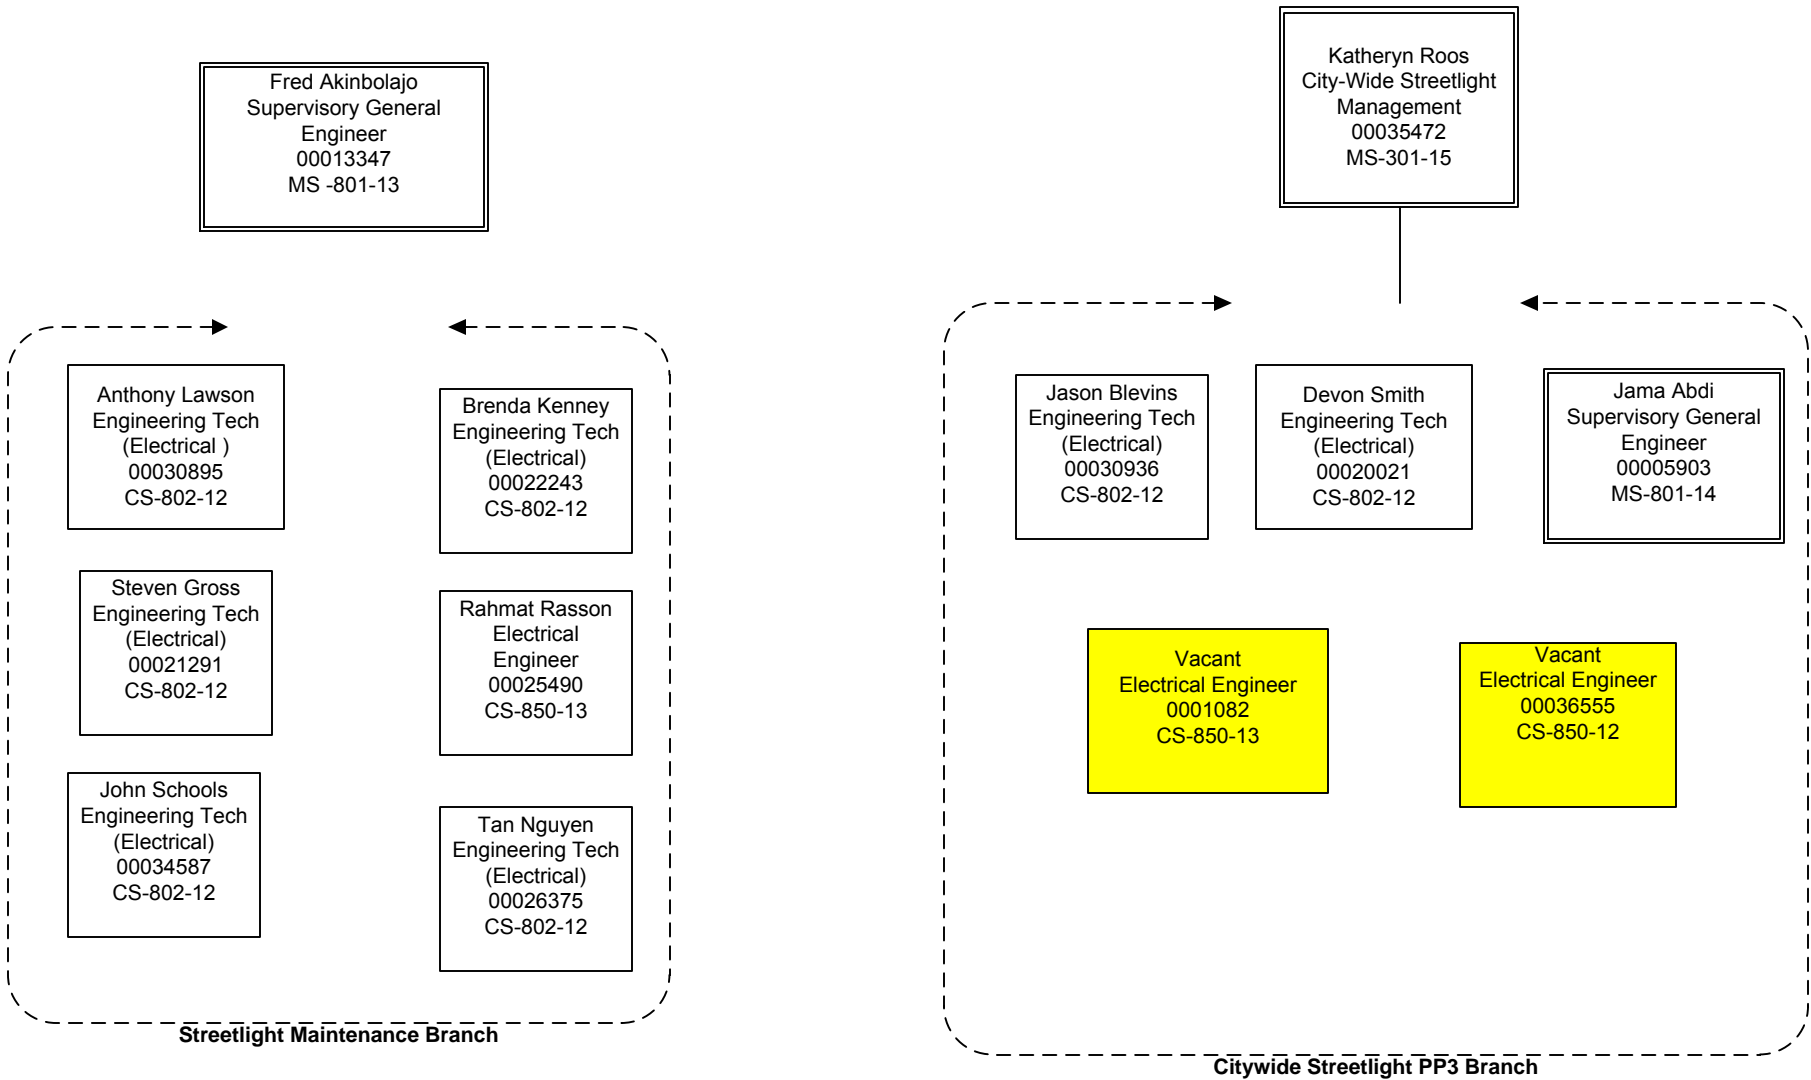 Fred Akinbolajo
Supervisory General
Engineer
00013347
MS -801-13
Anthony Lawson
Engineering Tech
(Electrical )
00030895
CS-802-12
Brenda Kenney
Engineering Tech
(Electrical)
00022243
CS-802-12
Steven Gross
Engineering Tech
(Electrical)
00021291
CS-802-12
Rahmat Rasson
Electrical
Engineer
00025490
CS-850-13
John Schools
Engineering Tech
(Electrical)
00034587
CS-802-12
Tan Nguyen
Engineering Tech
(Electrical)
00026375
CS-802-12
Streetlight Maintenance Branch
Katheryn Roos
City-Wide Streetlight
Management
00035472
MS-301-15
Jason Blevins
Engineering Tech
(Electrical)
00030936
CS-802-12
Devon Smith
Engineering Tech
(Electrical)
00020021
CS-802-12
Jama Abdi
Supervisory General
Engineer
00005903
MS-801-14
Vacant
Electrical Engineer
0001082
CS-850-13
Vacant
Electrical Engineer
00036555
CS-850-12
Citywide Streetlight PP3 Branch